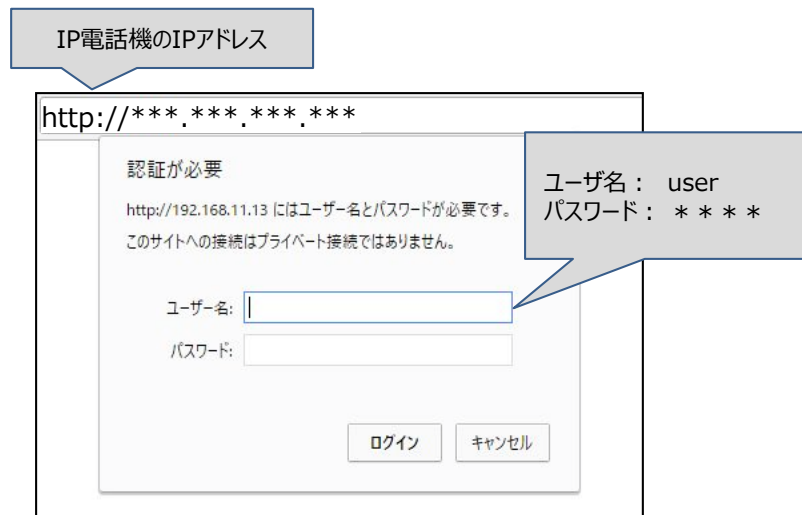 IP電話機のIPアドレス
http://***.***.***.***
認証が必要
http://192.168.11.13 にはユーザー名とパスワードが必要です。
このサイトへの接続はプライベート接続ではありません。
ユーザー名:
パスワード:
ログイン
キャンセル
ユーザ名： user
パスワード： ＊＊＊＊